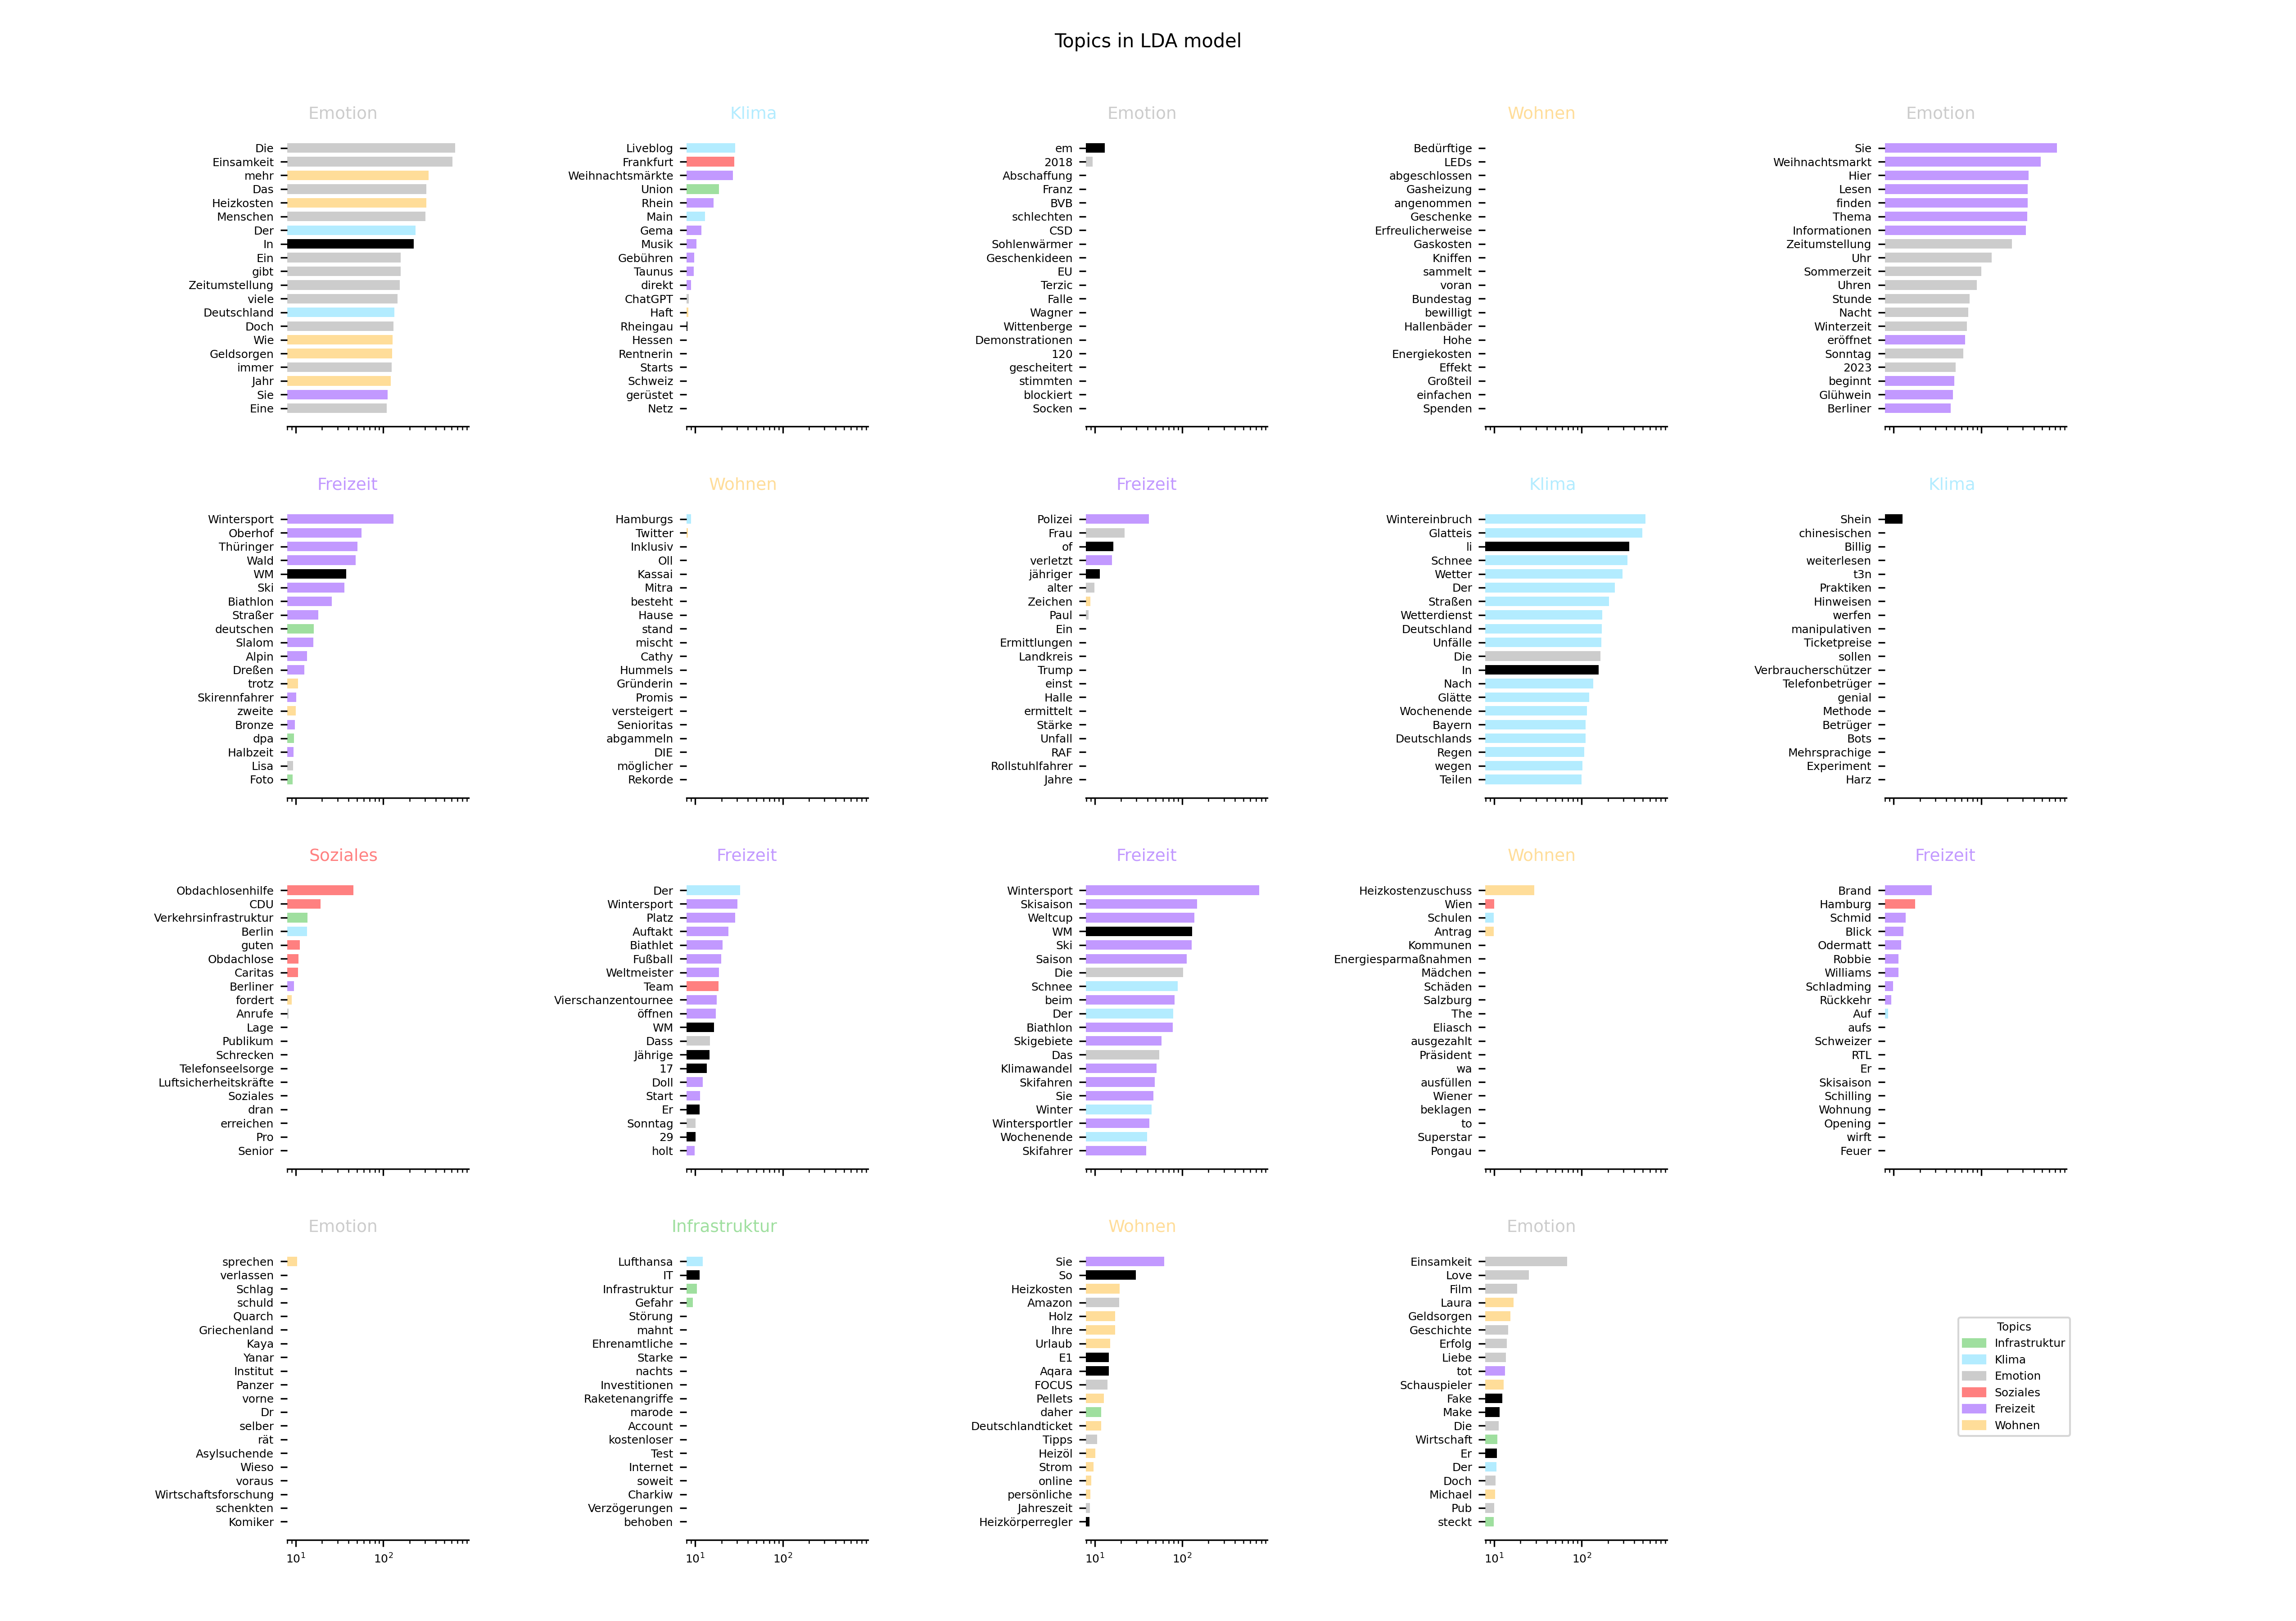 Topics in LDA model
Emotion
Die
Einsamkeit
mehr
Das
Heizkosten
Menschen
Der
In
Ein
gibt
Zeitumstellung
viele
Deutschland
Doch
Wie
Geldsorgen
immer
Jahr
Sie
Eine
Klima
Liveblog
Frankfurt
Weihnachtsmärkte
Union
Rhein
Main
Gema
Musik
Gebühren
Taunus
direkt
ChatGPT
Haft
Rheingau
Hessen
Rentnerin
Starts
Schweiz
gerüstet
Netz
Emotion
em
2018
Abschaffung
Franz
BVB
schlechten
CSD
Sohlenwärmer
Geschenkideen
EU
Terzic
Falle
Wagner
Wittenberge
Demonstrationen
120
gescheitert
stimmten
blockiert
Socken
Wohnen
Bedürftige
LEDs
abgeschlossen
Gasheizung
angenommen
Geschenke
Erfreulicherweise
Gaskosten
Kniffen
sammelt
voran
Bundestag
bewilligt
Hallenbäder
Hohe
Energiekosten
Effekt
Großteil
einfachen
Spenden
Emotion
Sie
Weihnachtsmarkt
Hier
Lesen
finden
Thema
Informationen
Zeitumstellung
Uhr
Sommerzeit
Uhren
Stunde
Nacht
Winterzeit
eröffnet
Sonntag
2023
beginnt
Glühwein
Berliner
Freizeit
Wintersport
Oberhof
Thüringer
Wald
WM
Ski
Biathlon
Straßer
deutschen
Slalom
Alpin
Dreßen
trotz
Skirennfahrer
zweite
Bronze
dpa
Halbzeit
Lisa
Foto
Wohnen
Hamburgs
Twitter
Inklusiv
Oll
Kassai
Mitra
besteht
Hause
stand
mischt
Cathy
Hummels
Gründerin
Promis
versteigert
Senioritas
abgammeln
DIE
möglicher
Rekorde
Freizeit
Polizei
Frau
of
verletzt
jähriger
alter
Zeichen
Paul
Ein
Ermittlungen
Landkreis
Trump
einst
Halle
ermittelt
Stärke
Unfall
RAF
Rollstuhlfahrer
Jahre
Klima
Wintereinbruch
Glatteis
li
Schnee
Wetter
Der
Straßen
Wetterdienst
Deutschland
Unfälle
Die
In
Nach
Glätte
Wochenende
Bayern
Deutschlands
Regen
wegen
Teilen
Klima
Shein
chinesischen
Billig
weiterlesen
t3n
Praktiken
Hinweisen
werfen
manipulativen
Ticketpreise
sollen
Verbraucherschützer
Telefonbetrüger
genial
Methode
Betrüger
Bots
Mehrsprachige
Experiment
Harz
Soziales
Obdachlosenhilfe
CDU
Verkehrsinfrastruktur
Berlin
guten
Obdachlose
Caritas
Berliner
fordert
Anrufe
Lage
Publikum
Schrecken
Telefonseelsorge
Luftsicherheitskräfte
Soziales
dran
erreichen
Pro
Senior
Freizeit
Der
Wintersport
Platz
Auftakt
Biathlet
Fußball
Weltmeister
Team
Vierschanzentournee
öffnen
WM
Dass
Jährige
17
Doll
Start
Er
Sonntag
29
holt
Freizeit
Wintersport
Skisaison
Weltcup
WM
Ski
Saison
Die
Schnee
beim
Der
Biathlon
Skigebiete
Das
Klimawandel
Skifahren
Sie
Winter
Wintersportler
Wochenende
Skifahrer
Wohnen
Heizkostenzuschuss
Wien
Schulen
Antrag
Kommunen
Energiesparmaßnahmen
Mädchen
Schäden
Salzburg
The
Eliasch
ausgezahlt
Präsident
wa
ausfüllen
Wiener
beklagen
to
Superstar
Pongau
Freizeit
Brand
Hamburg
Schmid
Blick
Odermatt
Robbie
Williams
Schladming
Rückkehr
Auf
aufs
Schweizer
RTL
Er
Skisaison
Schilling
Wohnung
Opening
wirft
Feuer
Emotion
sprechen
verlassen
Schlag
schuld
Quarch
Griechenland
Kaya
Yanar
Institut
Panzer
vorne
Dr
selber
rät
Asylsuchende
Wieso
voraus
Wirtschaftsforschung
schenkten
Komiker
10¹ 10²
Infrastruktur
Lufthansa
IT
Infrastruktur
Gefahr
Störung
mahnt
Ehrenamtliche
Starke
nachts
Investitionen
Raketenangriffe
marode
Account
kostenloser
Test
Internet
soweit
Charkiw
Verzögerungen
behoben
10¹ 10²
Wohnen
Sie
So
Heizkosten
Amazon
Holz
Ihre
Urlaub
E1
Aqara
FOCUS
Pellets
daher
Deutschlandticket
Tipps
Heizöl
Strom
online
persönliche
Jahreszeit
Heizkörperregler
10¹ 10²
Emotion
Einsamkeit
Love
Film
Laura
Geldsorgen
Geschichte
Erfolg
Liebe
tot
Schauspieler
Fake
Make
Die
Wirtschaft
Er
Der
Doch
Michael
Pub
steckt
10¹ 10²
Topics
Infrastruktur
Klima
Emotion
Soziales
Freizeit
Wohnen